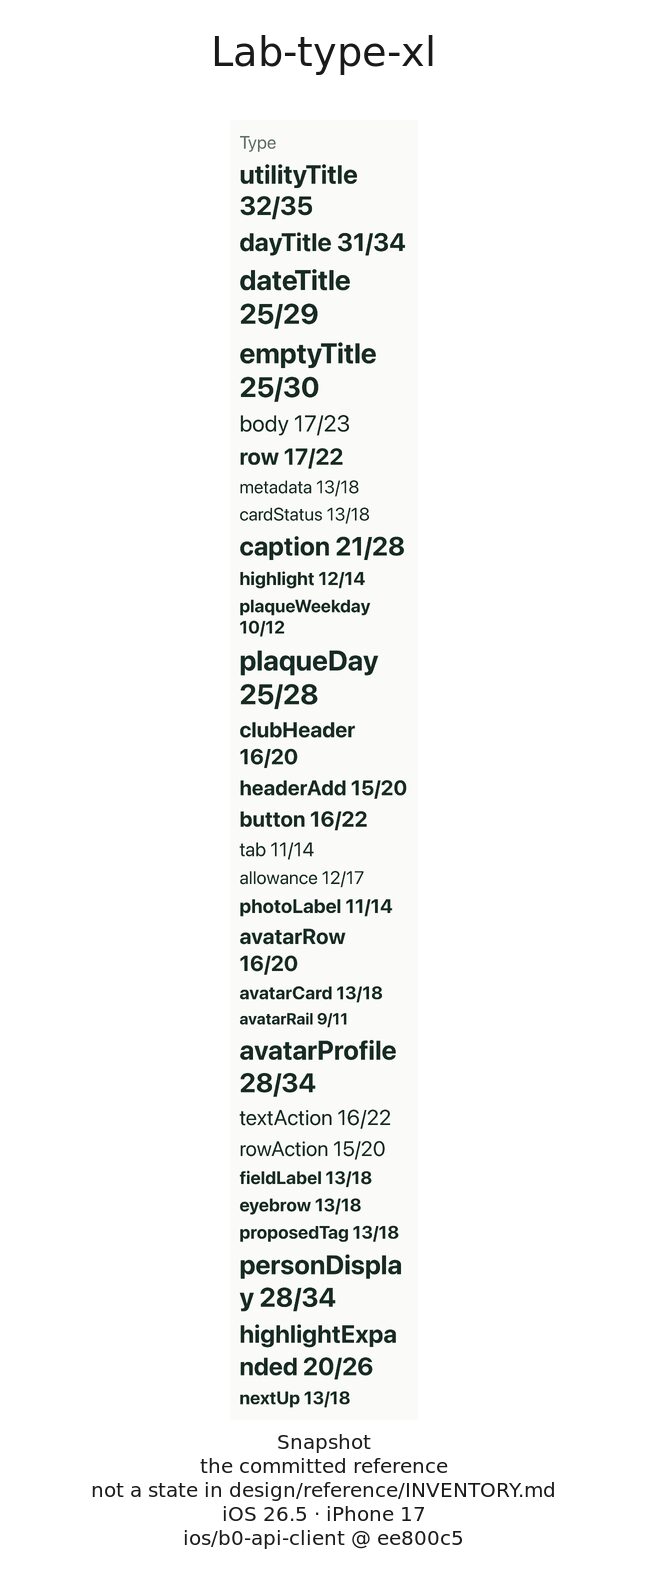 Lab-type-xl
Type
utilityTitle
32/35
dayTitle 31/34
dateTitle
25/29
emptyTitle
25/30
body 17/23
row 17/22
metadata 13/18
cardStatus 13/18
caption 21/28
highlight 12/14
plaqueWeekday
10/12
plaqueDay
25/28
clubHeader
16/20
headerAdd 15/20
button 16/22
tab 11/14
allowance 12/17
photoLabel 11/14
avatarRow
16/20
avatarCard 13/18
avatarRail 9/11
avatarProfile
28/34
textAction 16/22
rowAction 15/20
fieldLabel 13/18
eyebrow 13/18
proposedTag 13/18
personDispla
y 28/34
highlightExpa
nded 20/26
nextUp 13/18
Snapshot
the committed reference
not a state in design/reference/INVENTORY.md
iOS 26.5 · iPhone 17
ios/b0-api-client @ ee800c5